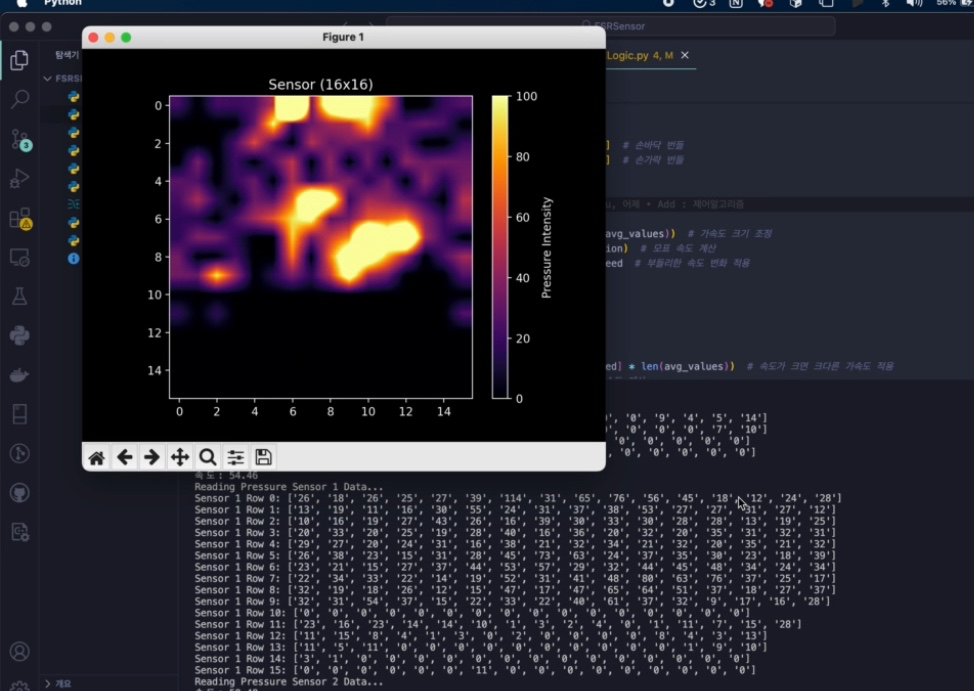 Python
3
56%
FSRSensor
탐색기
Figure 1
Logic.py 4, M
Sensor (16x16)
0
2
4
6
8
10
12
14
0 2 4 6 8 10 12 14
100
80
60
40
20
0
Pressure Intensity
] # 손바닥 번들
] # 손가락 번들
어제 • Add : 제어알고리즘
avg_values)) # 가속도 크기 조정
ion) # 모표 속도 계산
eed # 부들리한 속도 변화 적용
ed] * len(avg_values)) # 속도가 크면 크다른 가속도 적용
', '0', '9', '4', '5', '14']
, '0', '0', '0', '7', '10']
'0', '0', '0', '0', '0']
, '0', '0', '0', '0', '0']
속도: 54.46
Reading Pressure Sensor 1 Data...
Sensor 1 Row 0: ['26', '18', '26', '25', '27', '39', '114', '31', '65', '76', '56', '45', '18', '12', '24', '28']
Sensor 1 Row 1: ['13', '19', '11', '16', '30', '55', '24', '31', '37', '38', '53', '27', '27', '31', '27', '12']
Sensor 1 Row 2: ['10', '16', '19', '27', '43', '26', '16', '39', '30', '33', '30', '28', '28', '13', '19', '25']
Sensor 1 Row 3: ['20', '33', '20', '25', '19', '28', '40', '16', '36', '20', '32', '20', '35', '31', '32', '31']
Sensor 1 Row 4: ['29', '27', '20', '24', '31', '16', '38', '21', '32', '34', '21', '32', '20', '35', '21', '32']
Sensor 1 Row 5: ['26', '38', '23', '15', '31', '28', '45', '73', '63', '24', '37', '35', '30', '23', '18', '39']
Sensor 1 Row 6: ['23', '21', '15', '27', '37', '44', '53', '57', '29', '32', '44', '45', '48', '34', '24', '34']
Sensor 1 Row 7: ['22', '34', '33', '22', '14', '19', '52', '31', '41', '48', '80', '63', '76', '37', '25', '17']
Sensor 1 Row 8: ['32', '19', '18', '26', '12', '15', '47', '17', '47', '65', '64', '51', '37', '18', '27', '37']
Sensor 1 Row 9: ['32', '31', '54', '37', '15', '22', '33', '22', '40', '61', '37', '32', '9', '17', '16', '28']
Sensor 1 Row 10: ['0', '0', '0', '0', '0', '0', '0', '0', '0', '0', '0', '0', '0', '0', '0', '0']
Sensor 1 Row 11: ['23', '16', '23', '14', '14', '10', '1', '3', '2', '4', '0', '1', '11', '7', '15', '28']
Sensor 1 Row 12: ['11', '15', '8', '4', '1', '3', '0', '2', '0', '0', '0', '0', '8', '4', '3', '13']
Sensor 1 Row 13: ['11', '5', '11', '0', '0', '0', '0', '0', '0', '0', '0', '0', '0', '1', '9', '10']
Sensor 1 Row 14: ['3', '1', '0', '0', '0', '0', '0', '0', '0', '0', '0', '0', '0', '0', '0', '0']
Sensor 1 Row 15: ['0', '0', '0', '0', '0', '11', '0', '0', '0', '0', '0', '0', '0', '0', '0', '0']
Reading Pressure Sensor 2 Data...
개요